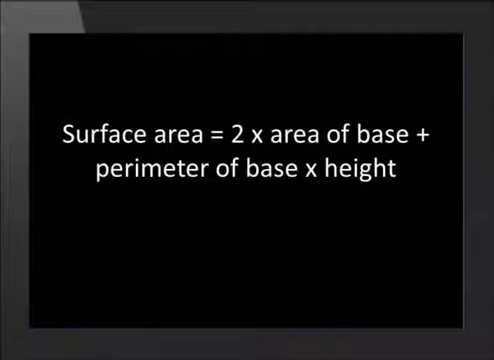 Surface area = 2 x area of base +
perimeter of base x height